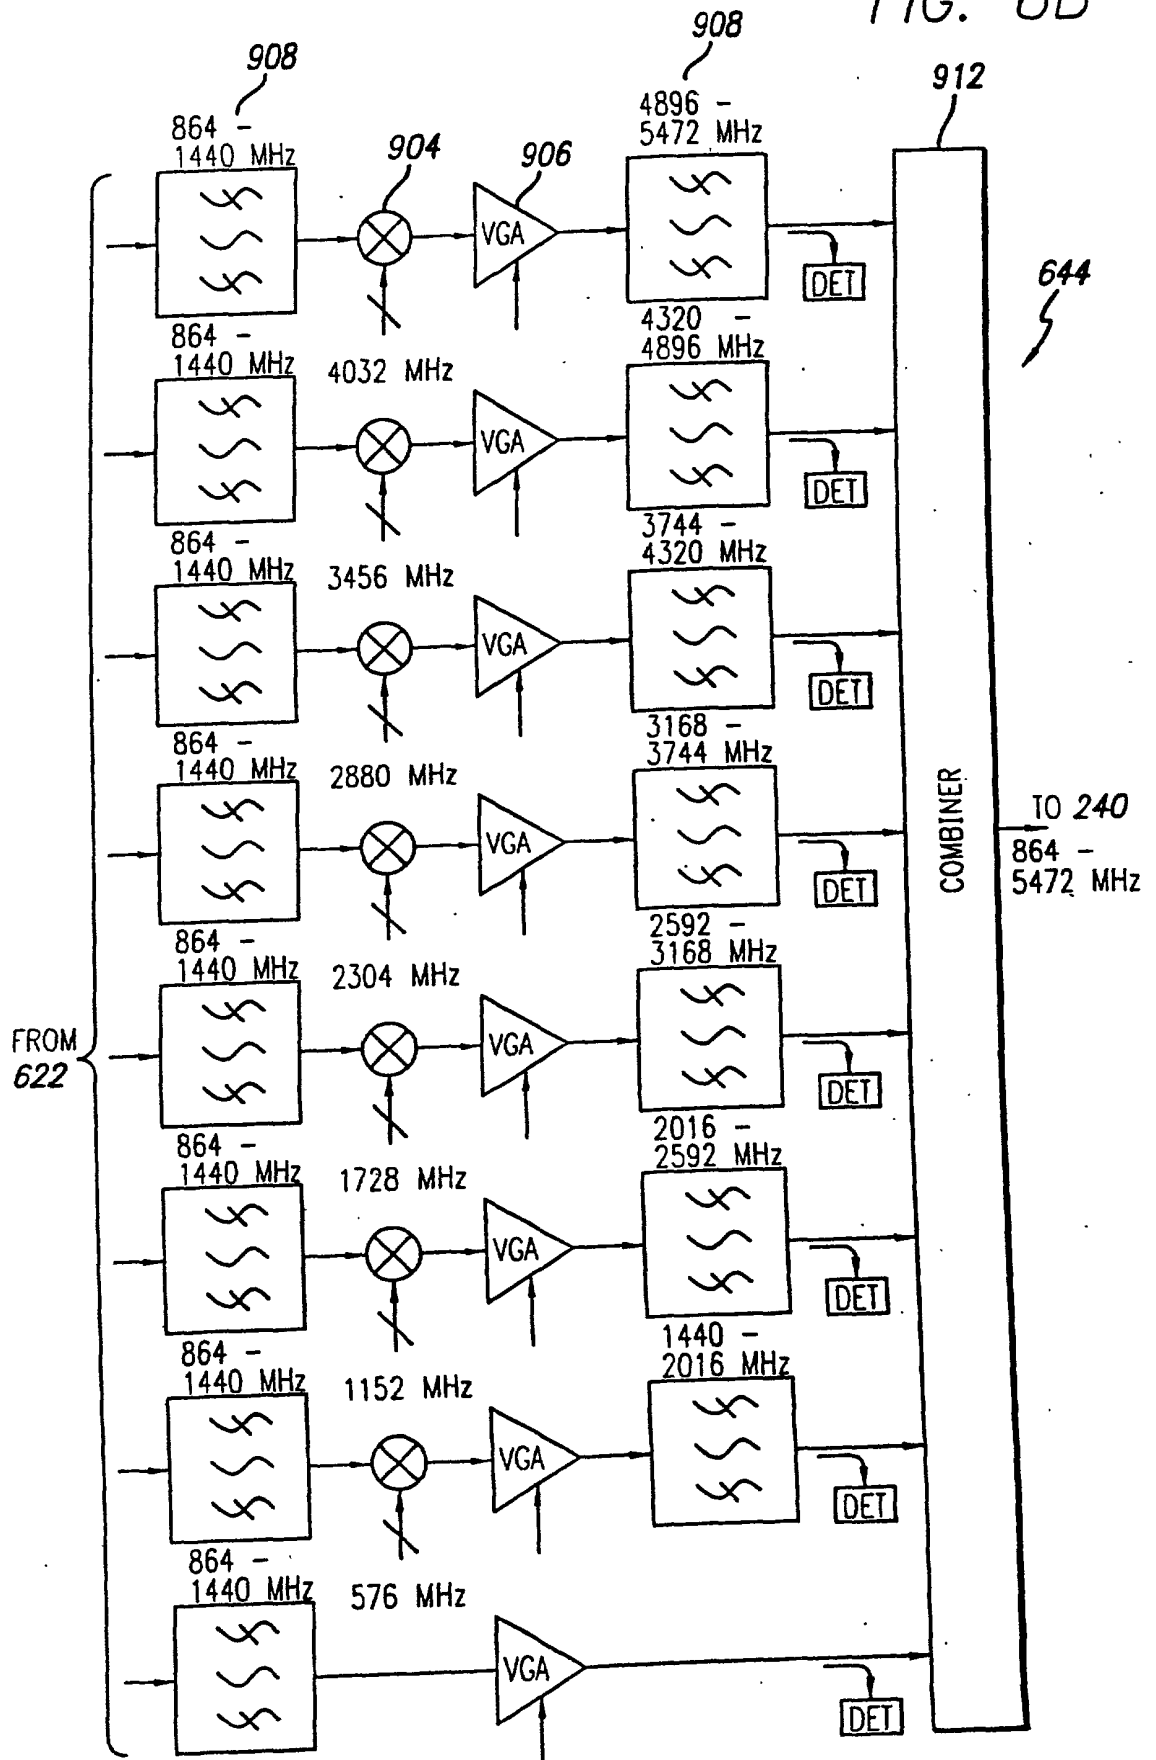 FIG.
908
908
912
864 -
1440 MHz
904
906
4896 -
5472 MHz
VGA
DET
644
864 -
1440 MHz
4032 MHz
4320 -
4896 MHz
VGA
DET
864 -
1440 MHz
3456 MHz
3744 -
4320 MHz
VGA
DET
864 -
1440 MHz
2880 MHz
3168 -
3744 MHz
VGA
DET
COMBINER
TO 240
864 -
5472 MHz
864 -
1440 MHz
2304 MHz
2592 -
3168 MHz
VGA
DET
FROM
622
864 -
1440 MHz
1728 MHz
2016 -
2592 MHz
VGA
DET
864 -
1440 MHz
1152 MHz
1440 -
2016 MHz
VGA
DET
864 -
1440 MHz
576 MHz
VGA
DET